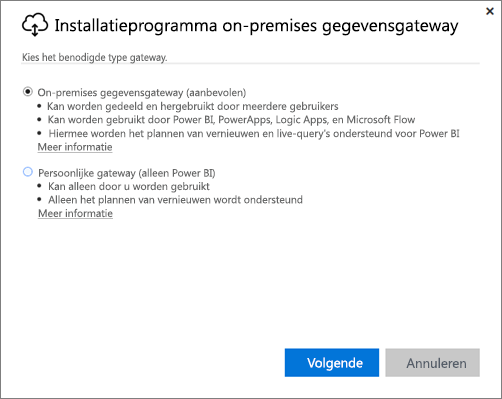 Installatieprogramma on-premises gegevensgateway
Kies het benodigde type gateway.
On-premises gegevensgateway (aanbevolen)
• Kan worden gedeeld en hergebruikt door meerdere gebruikers
• Kan worden gebruikt door Power BI, PowerApps, Logic Apps, en Microsoft Flow
• Hiermee worden het plannen van vernieuwen en live-query's ondersteund voor Power BI
Meer informatie
Persoonlijke gateway (alleen Power BI)
• Kan alleen door u worden gebruikt
• Alleen het plannen van vernieuwen wordt ondersteund
Meer informatie
Volgende
Annuleren